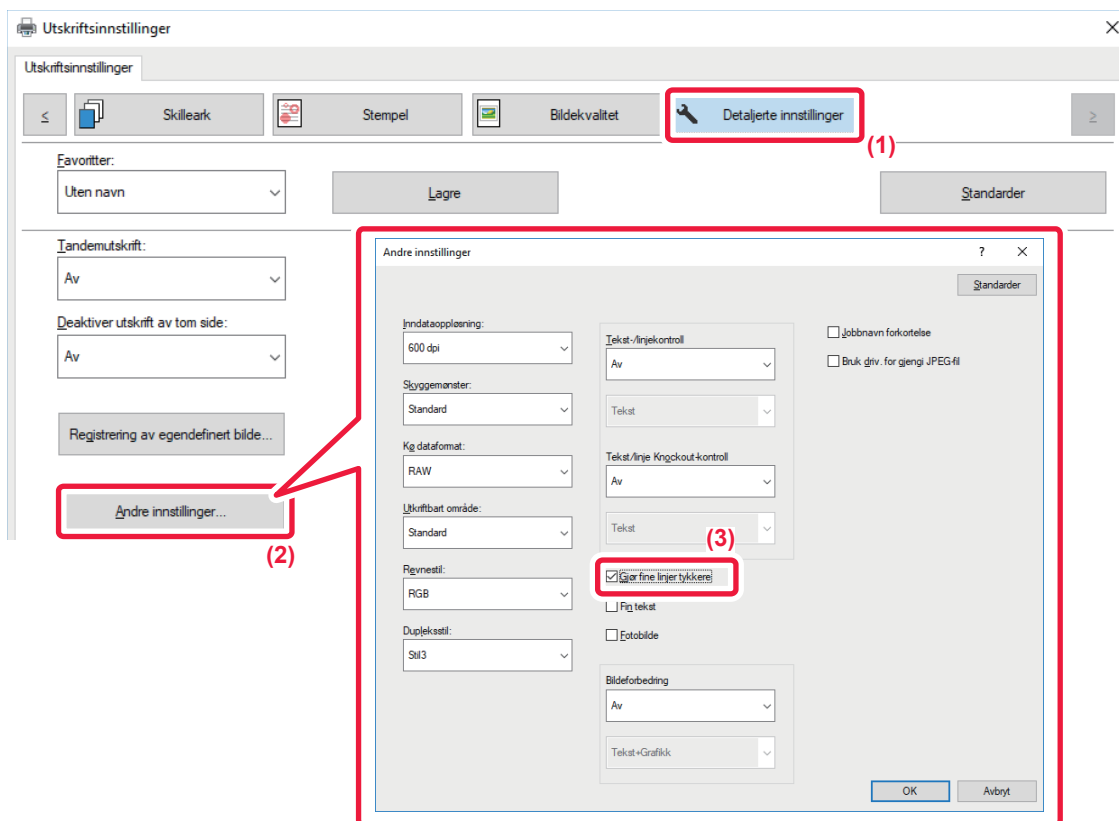 Utskriftsinnstillinger
Utskriftsinnstillinger
<
Skilleark
Stempel
Bildekvalitet
Detaljerte innstillinger
>
(1)
Favoritter:
Uten navn
Lagre
Standarder
Tandemutskrift:
Av
Deaktiver utskrift av tom side:
Av
Registrering av egendefinert bilde...
Andre innstillinger...
(2)
Andre innstillinger
?
Standarder
Inndataoppløsning:
600 dpi
Skyggemønster:
Standard
Kø dataformat:
RAW
Utkriftbart område:
Standard
Revnestil:
RGB
Dupleksstil:
Stil3
Tekst-/linjekontroll
Av
Tekst
Tekst/linje Knockout-kontroll
Av
Tekst
(3)
Gjør fine linjer tykkere
Fin tekst
Fotobilde
Bildeforbedring
Av
Tekst+Grafikk
Jobbnavn forkortelse
Bruk driv. for gjengi JPEG-fil
OK
Avbryt